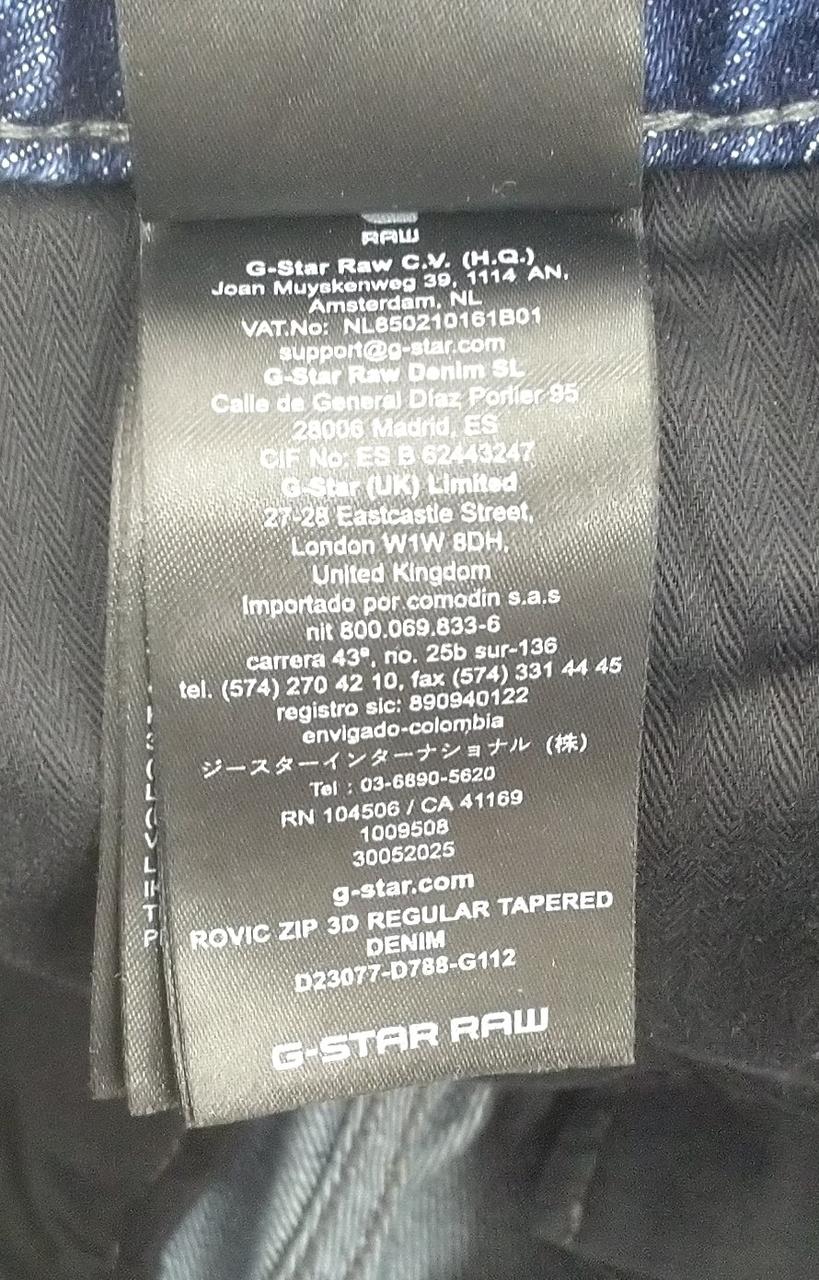 RAW
G-Star Raw C.V. (H.Q.)
Joan Muyskenweg 39, 1114 AN,
Amsterdam, NL
VAT.No: NL850210161B01
support@g-star.com
G-Star Raw Denim SL
Calle de General Díaz Porlier 95
28006 Madrid, ES
CIF No: ES B 62443247
G-Star (UK) Limited
27-28 Eastcastle Street,
London W1W 8DH,
United Kingdom
Importado por comodin s.a.s
nit 800.069.833-6
carrera 43ª, no. 25b sur-136
tel. (574) 270 42 10, fax (574) 331 44 45
registro sic: 890940122
envigado-colombia
ジースターインターナショナル (株)
Tel : 03-6890-5620
RN 104506 / CA 41169
1009508
30052025
g-star.com
ROVIC ZIP 3D REGULAR TAPERED
DENIM
D23077-D788-G112
G-STAR RAW